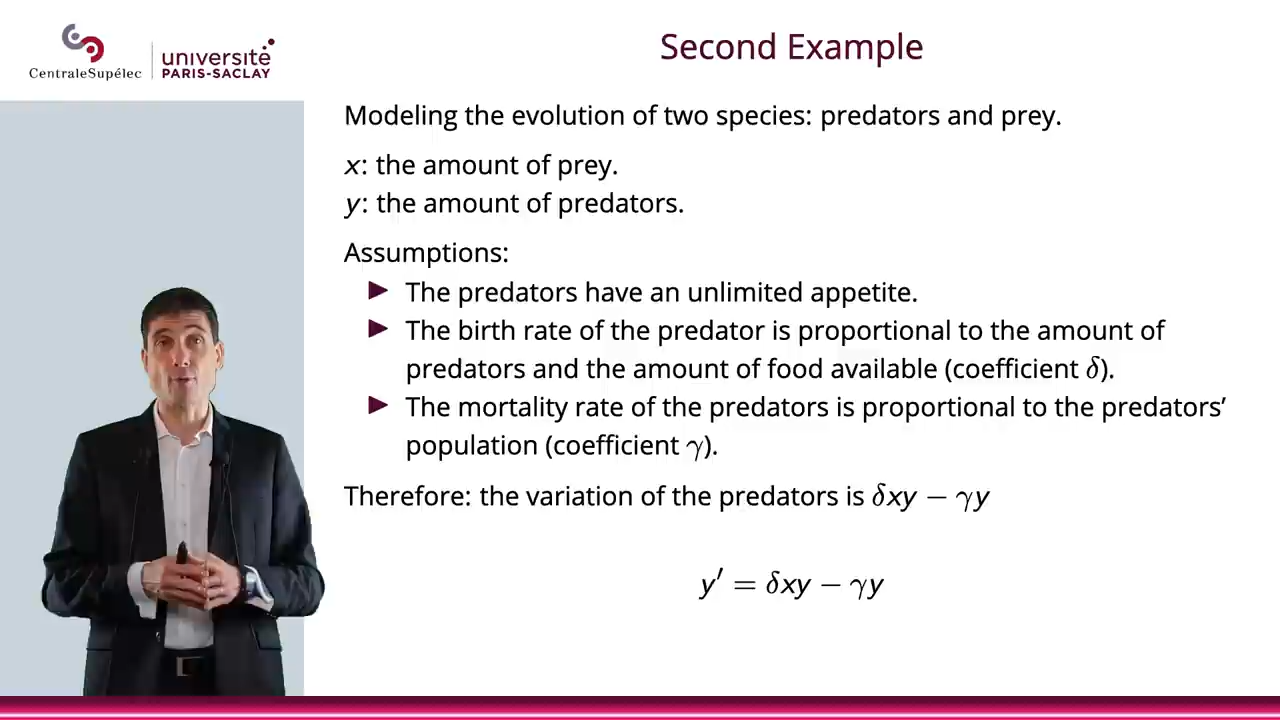 CentraleSupélec
université
PARIS-SACLAY
Second Example
Modeling the evolution of two species: predators and prey.
x: the amount of prey.
y: the amount of predators.
Assumptions:
▶ The predators have an unlimited appetite.
▶ The birth rate of the predator is proportional to the amount of
predators and the amount of food available (coefficient δ).
▶ The mortality rate of the predators is proportional to the predators’
population (coefficient γ).
Therefore: the variation of the predators is δxy − γy
y′ = δxy − γy